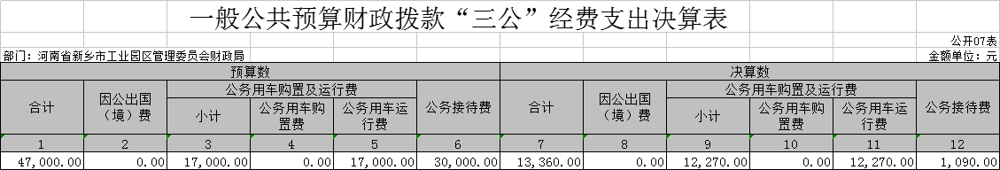 一般公共预算财政拨款“三公”经费支出决算表
公开07表
部门：河南省新乡市工业园区管理委员会财政局 金额单位：元
预算数 决算数
合计 因公出国（境）费 公务用车购置及运行费 公务接待费 合计 因公出国（境）费 公务用车购置及运行费 公务接待费
小计 公务用车购置费 公务用车运行费 小计 公务用车购置费 公务用车运行费
1 2 3 4 5 6 7 8 9 10 11 12
47,000.00 0.00 17,000.00 0.00 17,000.00 30,000.00 13,360.00 0.00 12,270.00 0.00 12,270.00 1,090.00